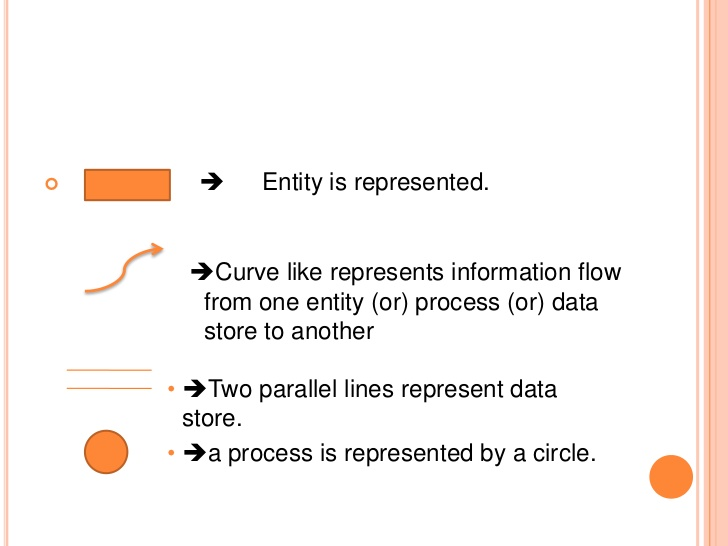 ➔ Entity is represented.
➔Curve like represents information flow
from one entity (or) process (or) data
store to another
• ➔Two parallel lines represent data
store.
• ➔a process is represented by a circle.